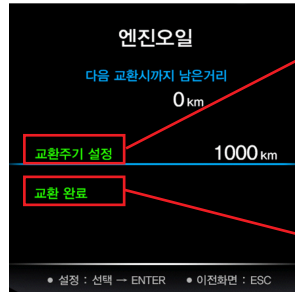 엔진오일
다음 교환시까지 남은거리
0 km
교환주기 설정 1000 km
교환 완료
• 설정 : 선택 → ENTER • 이전화면 : ESC